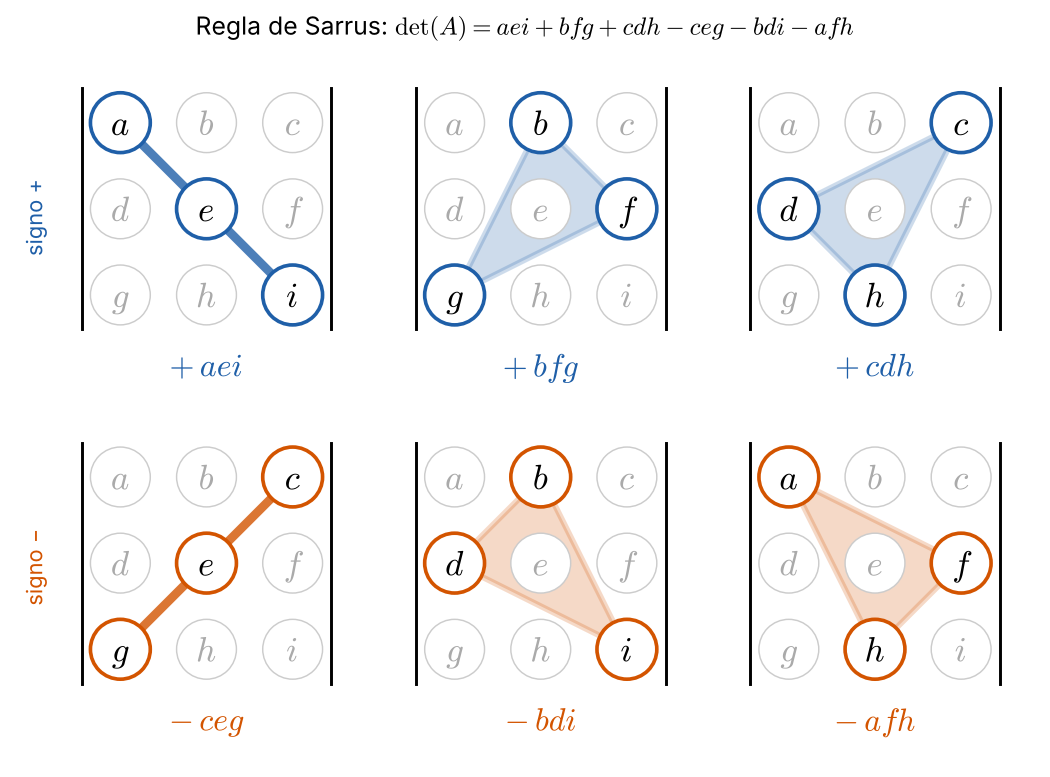 Regla de Sarrus: det(A) = aei + bfg + cdh − ceg − bdi − afh
signo +
a b c
d e f
g h i
+ aei
a b c
d e f
g h i
+ bfg
a b c
d e f
g h i
+ cdh
signo −
a b c
d e f
g h i
− ceg
a b c
d e f
g h i
− bdi
a b c
d e f
g h i
− afh